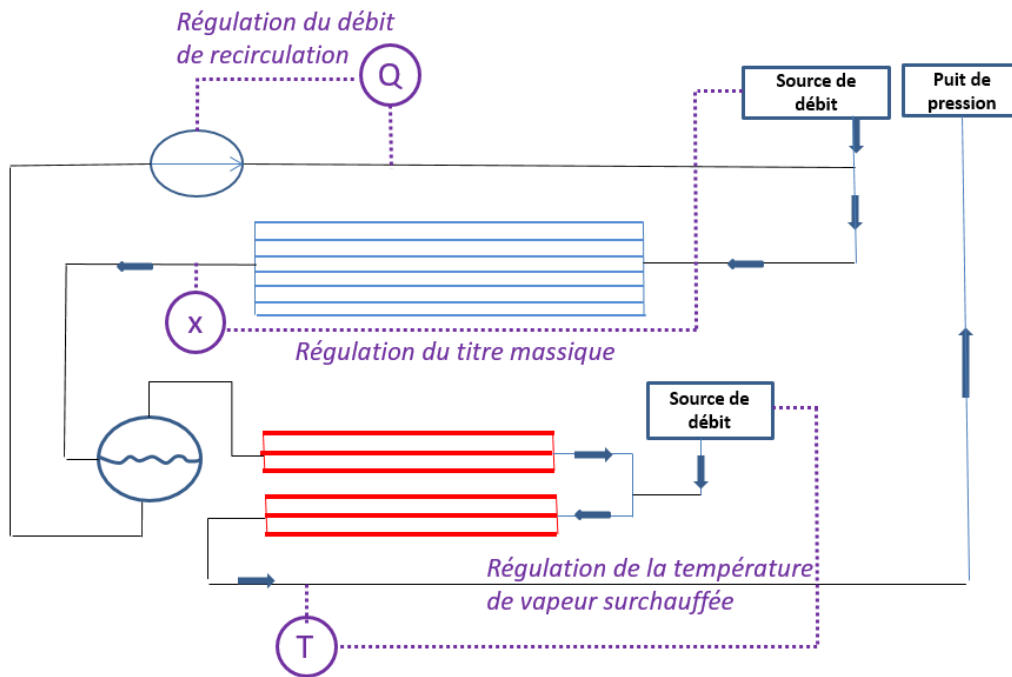 Régulation du débit
de recirculation
Q
Source de
débit
Puit de
pression
x
Régulation du titre massique
Source de
débit
Régulation de la température
de vapeur surchauffée
T